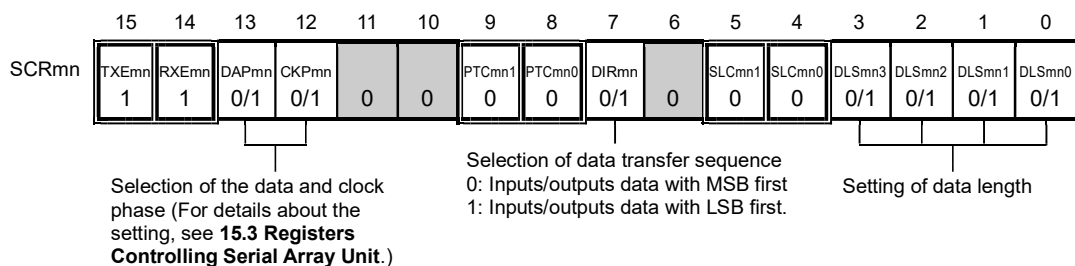 15 14 13 12 11 10 9 8 7 6 5 4 3 2 1 0
SCRmn
TXEmn RXEmn DAPmn CKPmn PTCmn1 PTCmn0 DIRmn SLCmn1 SLCmn0 DLSmn3 DLSmn2 DLSmn1 DLSmn0
1 1 0/1 0/1 0 0 0 0 0/1 0 0 0 0/1 0/1 0/1 0/1
Selection of the data and clock
phase (For details about the
setting, see 15.3 Registers
Controlling Serial Array Unit.)
Selection of data transfer sequence
0: Inputs/outputs data with MSB first
1: Inputs/outputs data with LSB first.
Setting of data length